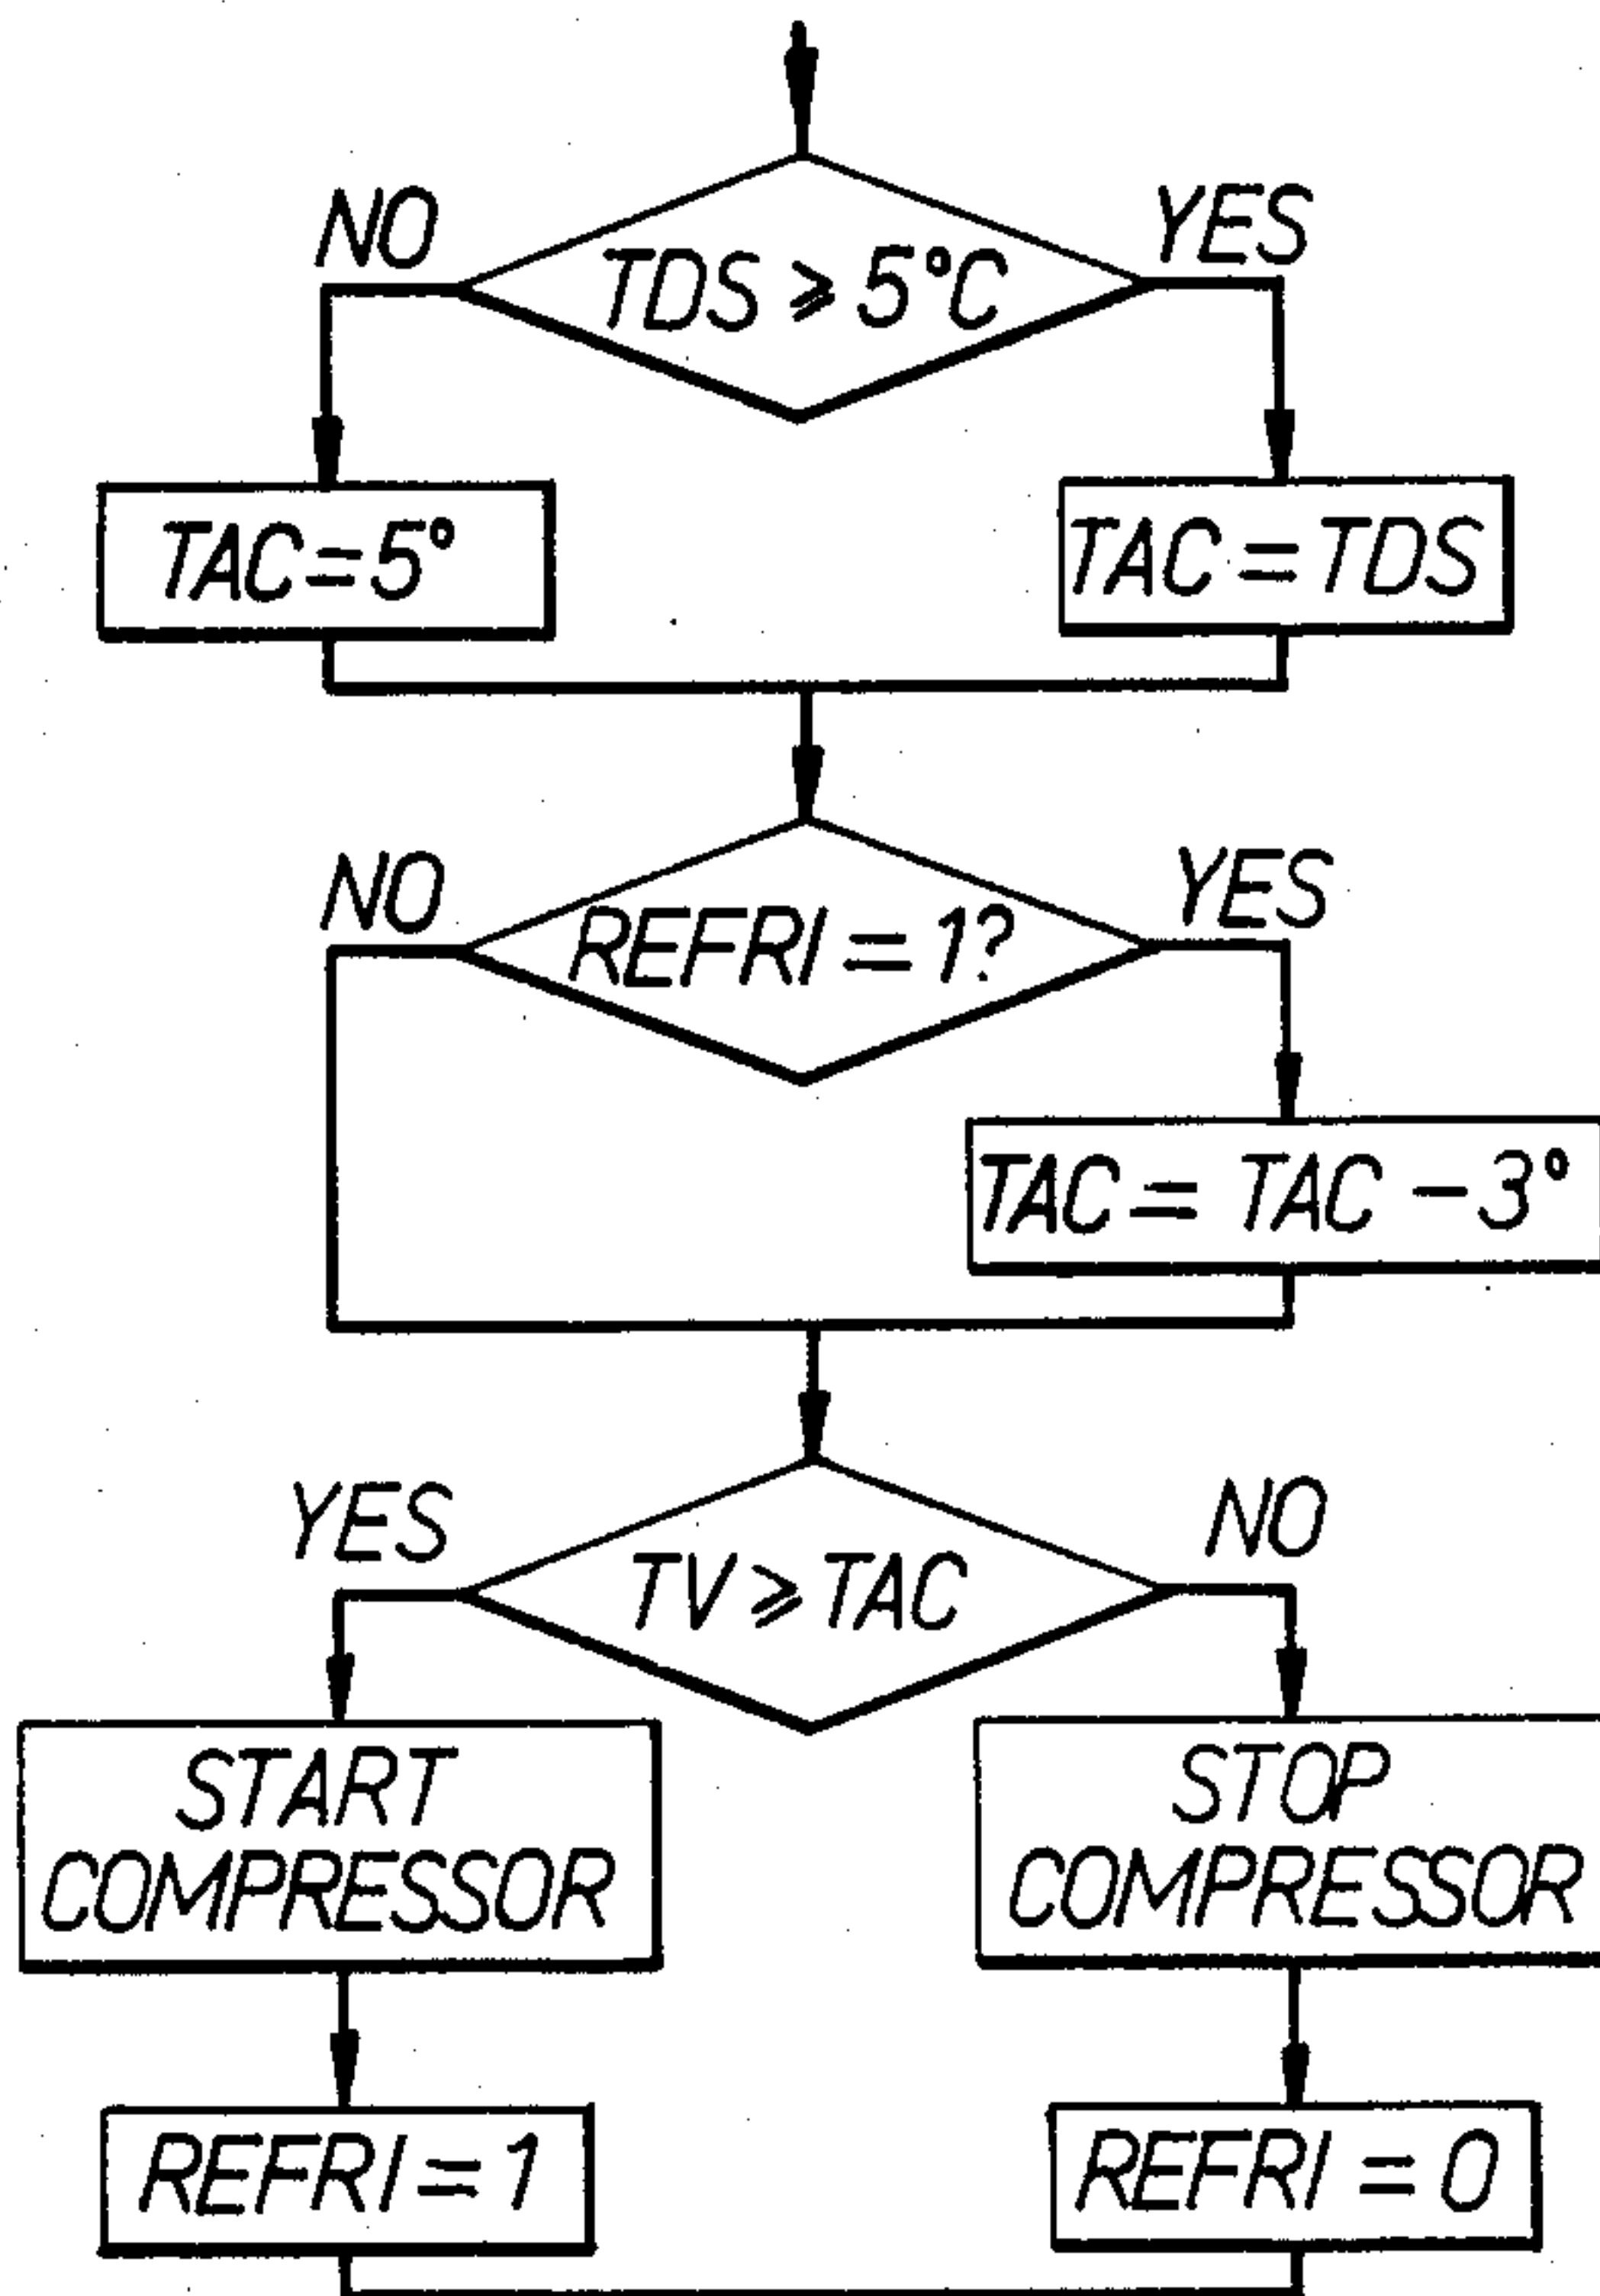 NO
YES
TDS ⩾ 5°C
TAC=5°
TAC = TDS
NO
YES
REFRI = 1?
TAC = TAC - 3°
YES
NO
TV ⩾ TAC
START
COMPRESSOR
STOP
COMPRESSOR
REFRI = 1
REFRI = 0